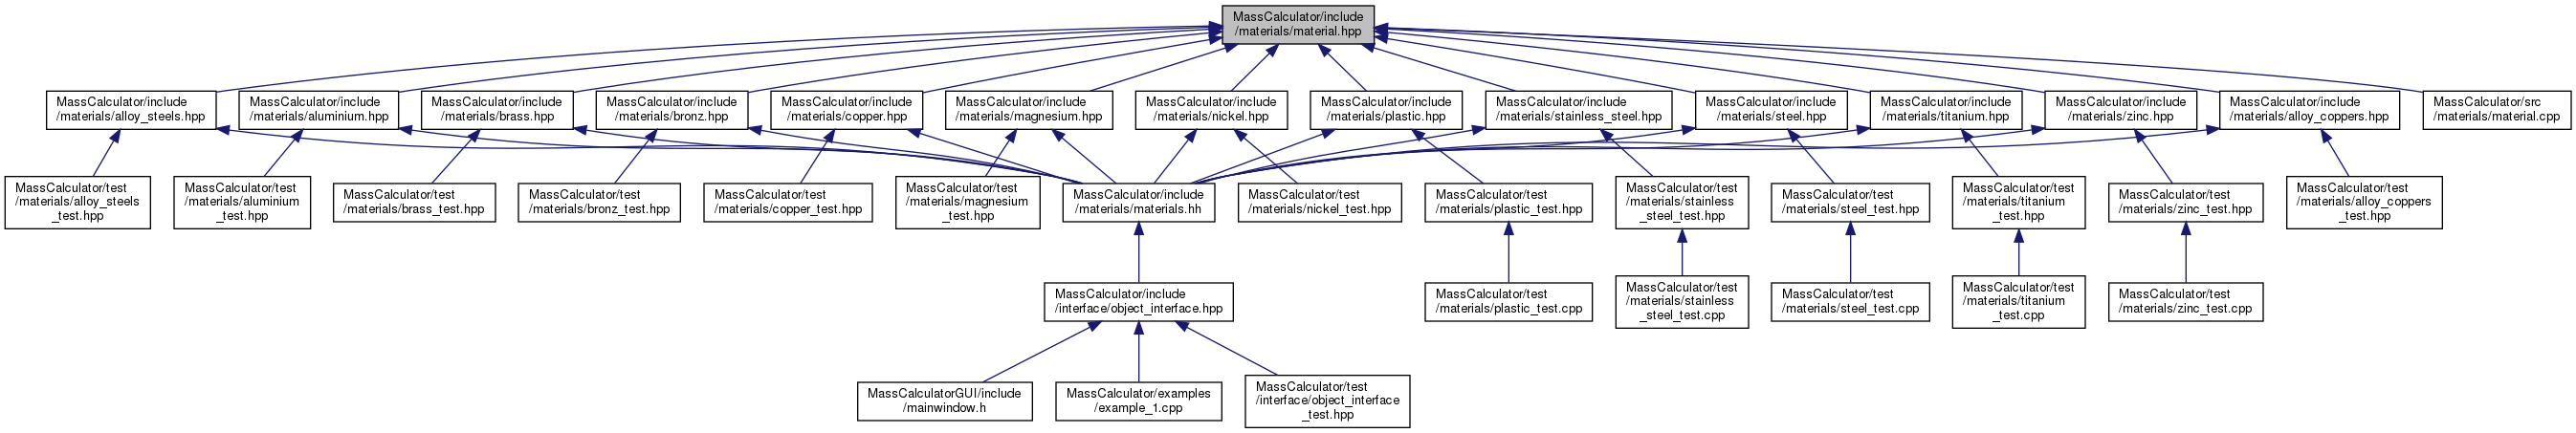 MassCalculator/include
/materials/material.hpp
MassCalculator/include
/materials/alloy_steels.hpp
MassCalculator/include
/materials/aluminium.hpp
MassCalculator/include
/materials/brass.hpp
MassCalculator/include
/materials/bronz.hpp
MassCalculator/include
/materials/copper.hpp
MassCalculator/include
/materials/magnesium.hpp
MassCalculator/include
/materials/nickel.hpp
MassCalculator/include
/materials/plastic.hpp
MassCalculator/include
/materials/stainless_steel.hpp
MassCalculator/include
/materials/steel.hpp
MassCalculator/include
/materials/titanium.hpp
MassCalculator/include
/materials/zinc.hpp
MassCalculator/include
/materials/alloy_coppers.hpp
MassCalculator/src
/materials/material.cpp
MassCalculator/test
/materials/alloy_steels
_test.hpp
MassCalculator/test
/materials/aluminium
_test.hpp
MassCalculator/test
/materials/brass_test.hpp
MassCalculator/test
/materials/bronz_test.hpp
MassCalculator/test
/materials/copper_test.hpp
MassCalculator/test
/materials/magnesium
_test.hpp
MassCalculator/include
/materials/materials.hh
MassCalculator/test
/materials/nickel_test.hpp
MassCalculator/test
/materials/plastic_test.hpp
MassCalculator/test
/materials/stainless
_steel_test.hpp
MassCalculator/test
/materials/steel_test.hpp
MassCalculator/test
/materials/titanium
_test.hpp
MassCalculator/test
/materials/zinc_test.hpp
MassCalculator/test
/materials/alloy_coppers
_test.hpp
MassCalculator/include
/interface/object_interface.hpp
MassCalculator/test
/materials/plastic_test.cpp
MassCalculator/test
/materials/stainless
_steel_test.cpp
MassCalculator/test
/materials/steel_test.cpp
MassCalculator/test
/materials/titanium
_test.cpp
MassCalculator/test
/materials/zinc_test.cpp
MassCalculatorGUI/include
/mainwindow.h
MassCalculator/examples
/example_1.cpp
MassCalculator/test
/interface/object_interface
_test.hpp